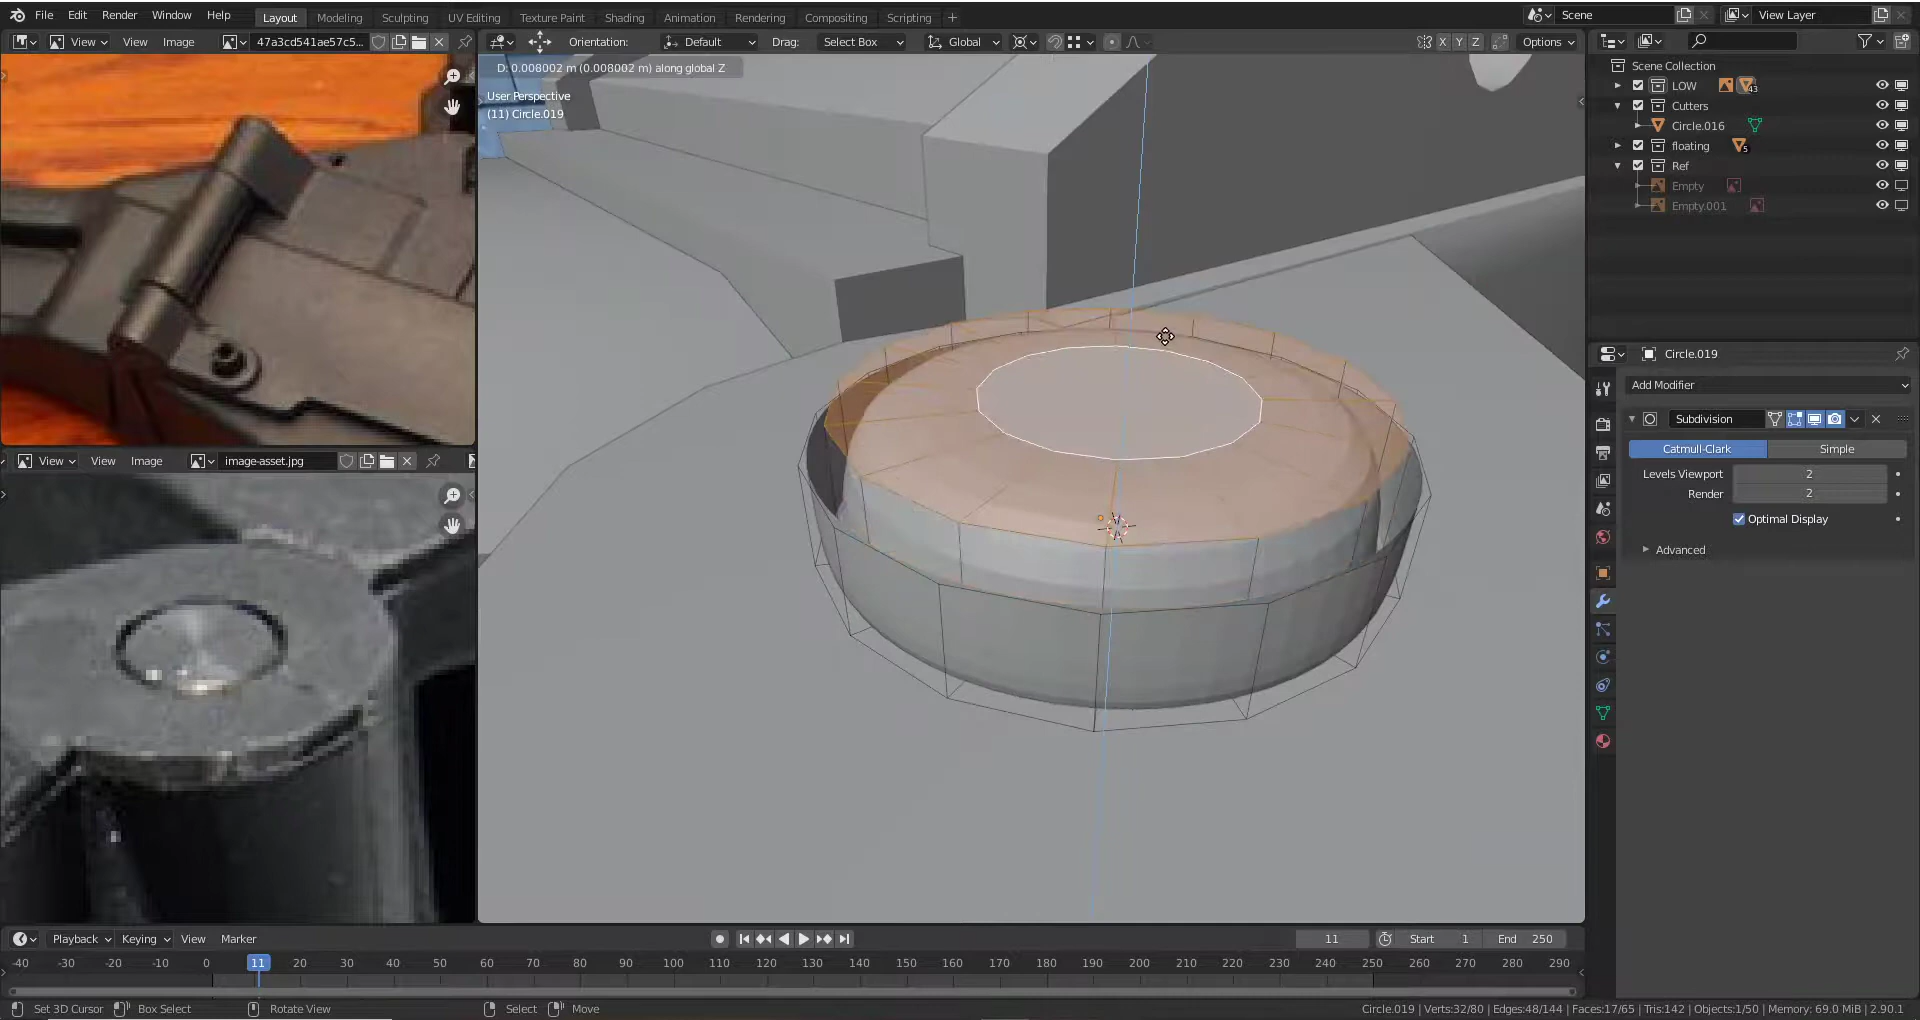 File Edit Render Window Help Layout Modeling Sculpting UV Editing Texture Paint Shading Animation Rendering Compositing Scripting + Scene View Layer
View View Image 47a3cd541ae57c5... Orientation: Default Drag: Select Box Global X Y Z Options
D: 0.008002 m (0.008002 m) along global Z
User Perspective
(11) Circle.019
Scene Collection
LOW 43
Cutters
Circle.016
floating 5
Ref
Empty
Empty.001
Circle.019
Add Modifier
Subdivision
Catmull-Clark Simple
Levels Viewport 2
Render 2
Optimal Display
Advanced
View View Image image-asset.jpg
Playback Keying View Marker 11 Start 1 End 250
-40 -30 -20 -10 0 11 20 30 40 50 60 70 80 90 100 110 120 130 140 150 160 170 180 190 200 210 220 230 240 250 260 270 280 290
Set 3D Cursor Box Select Rotate View Select Move Circle.019 | Verts:32/80 | Edges:48/144 | Faces:17/65 | Tris:142 | Objects:1/50 | Memory: 69.0 MiB | 2.90.1